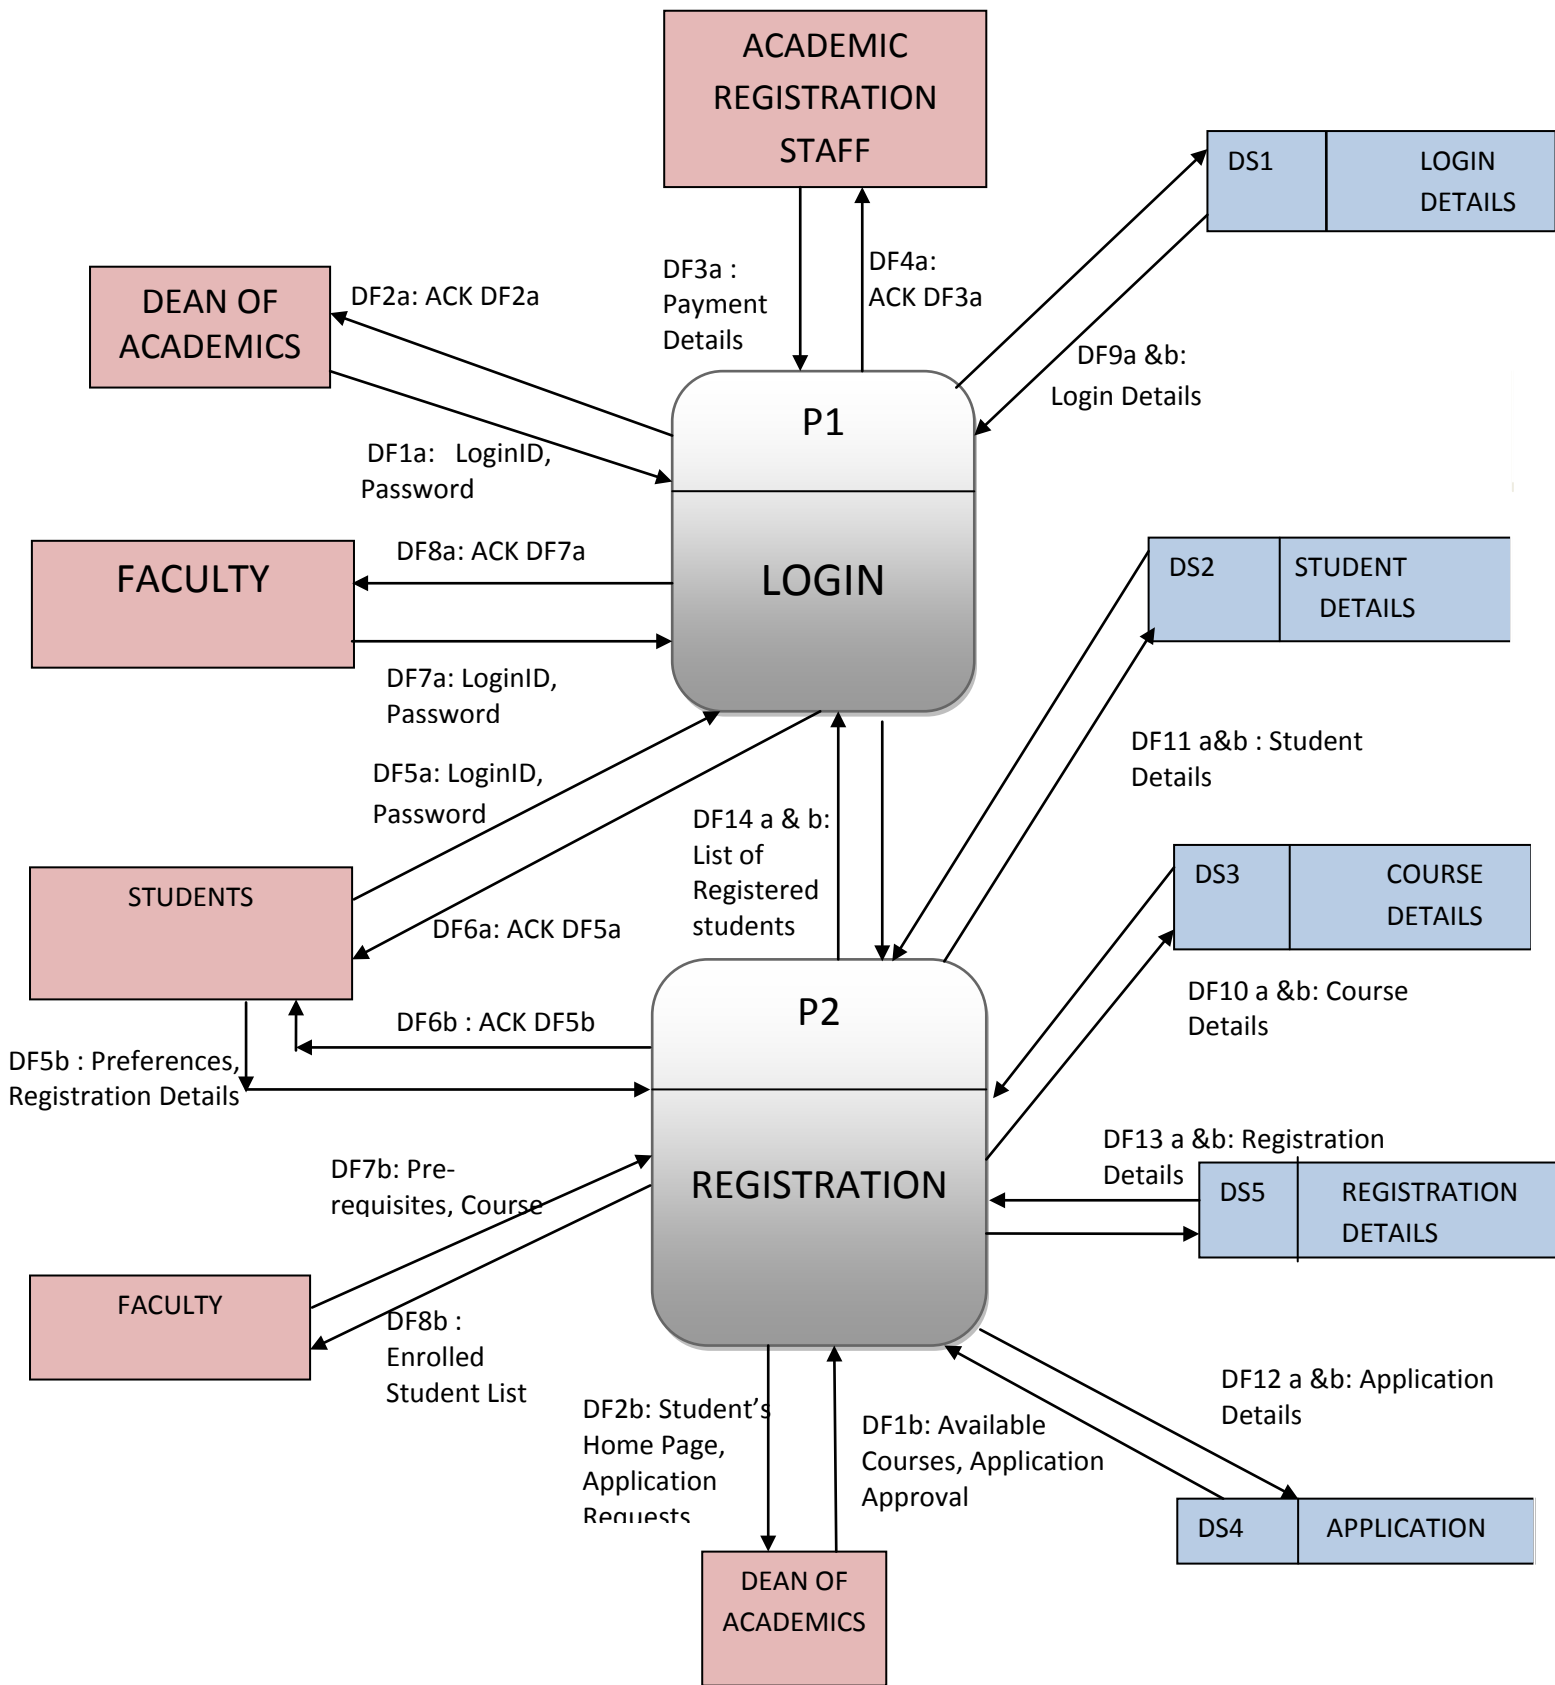 ACADEMIC
REGISTRATION
STAFF
DS1
LOGIN
DETAILS
DF3a :
Payment
Details
DF4a:
ACK DF3a
DEAN OF
ACADEMICS
DF2a: ACK DF2a
DF9a &b:
Login Details
P1
DF1a: LoginID,
Password
LOGIN
FACULTY
DF8a: ACK DF7a
DS2
STUDENT
DETAILS
DF7a: LoginID,
Password
DF11 a&b : Student
Details
DF5a: LoginID,
Password
DF14 a & b:
List of
Registered
students
STUDENTS
DS3
COURSE
DETAILS
DF6a: ACK DF5a
DF10 a &b: Course
Details
P2
DF6b : ACK DF5b
DF5b : Preferences,
Registration Details
DF13 a &b: Registration
Details
REGISTRATION
DF7b: Pre-
requisites, Course
DS5
REGISTRATION
DETAILS
FACULTY
DF8b :
Enrolled
Student List
DF12 a &b: Application
Details
DF2b: Student's
Home Page,
Application
Requests
DF1b: Available
Courses, Application
Approval
DS4
APPLICATION
DEAN OF
ACADEMICS